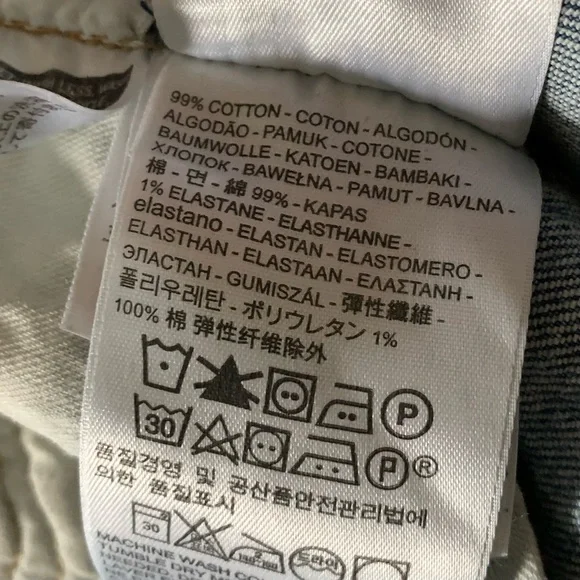 99% COTTON - COTON - ALGODÓN -
ALGODÃO - PAMUK - COTONE -
BAUMWOLLE - KATOEN - BAMBAKI -
ХЛОПОК - BAWEŁNA - PAMUT - BAVLNA -
棉 - 면 - 綿 99% - KAPAS
1% ELASTANE - ELASTHANNE -
elastano - ELASTAN - ELASTOMERO -
ELASTHAN - ELASTAAN - ΕΛΑΣΤΑΝΗ -
ЭЛАСТАН - GUMISZÁL - 彈性纖維 -
폴리우레탄 - ポリウレタン 1%
100% 棉 弹性纤维除外
P
30 P®
품질경영 및 공산품안전관리법에
의한 품질표시
30 드라이
MACHINE WASH
TUMBLE DRY